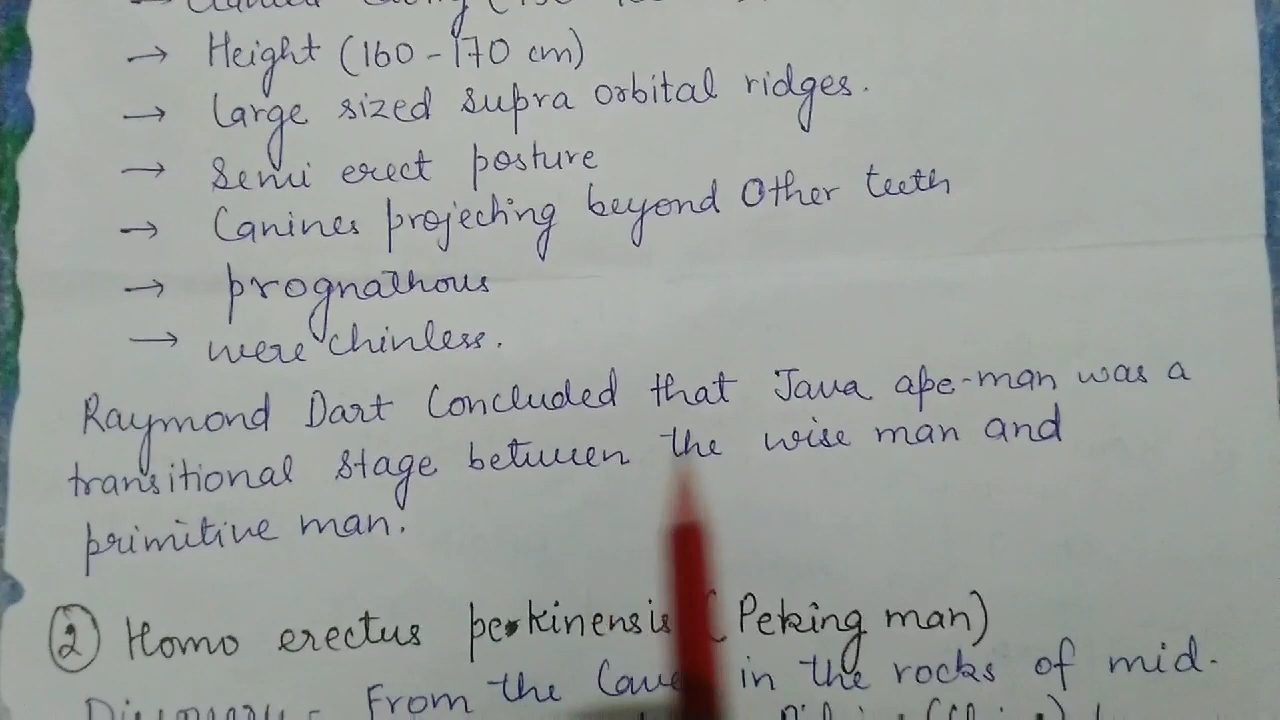 → Height (160-170 cm)
→ large sized supra orbital ridges.
→ Semi erect posture
→ Canines projecting beyond Other teeth
→ prognathous
→ were chinless.
Raymond Dart Concluded that Java ape-man was a
transitional stage between the wise man and
primitive man.
② Homo erectus pekinensis (Peking man)
From the Cave in the rocks of mid.